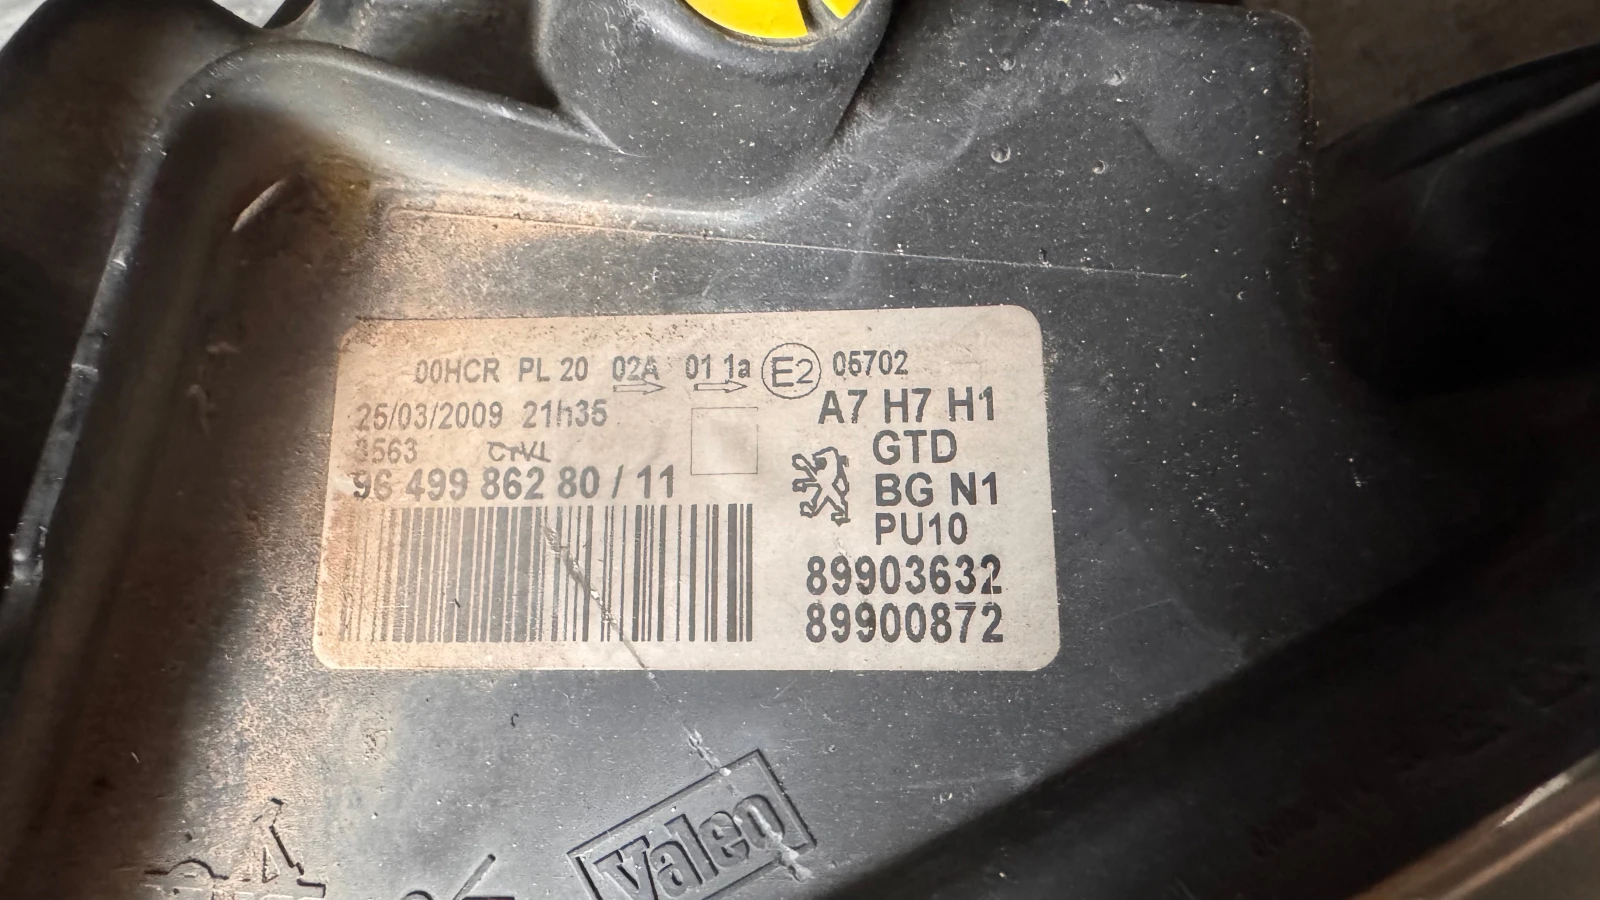 00HCR PL 20 02A 01 1a E2 05702
25/03/2009 21h35
3563
96 499 862 80 / 11
A7 H7 H1
GTD
BG N1
PU10
89903632
89900872
Valeo